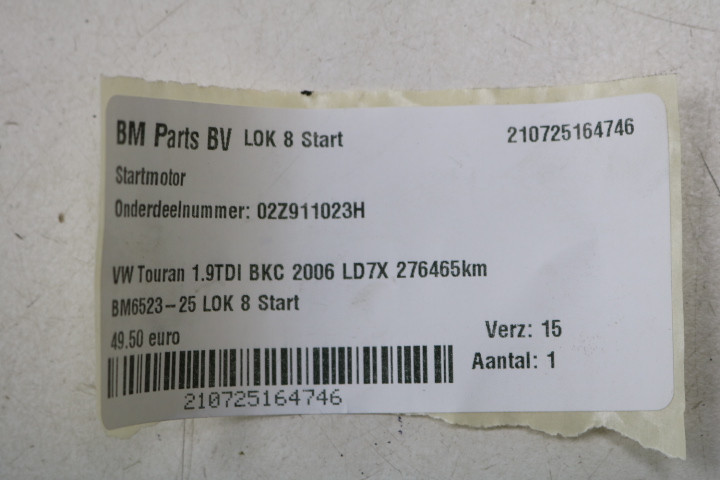 BM Parts BV LOK 8 Start 210725164746
Startmotor
Onderdeelnummer: 02Z911023H
VW Touran 1.9TDI BKC 2006 LD7X 276465km
BM6523-25 LOK 8 Start
49.50 euro
Verz: 15
Aantal: 1
210725164746